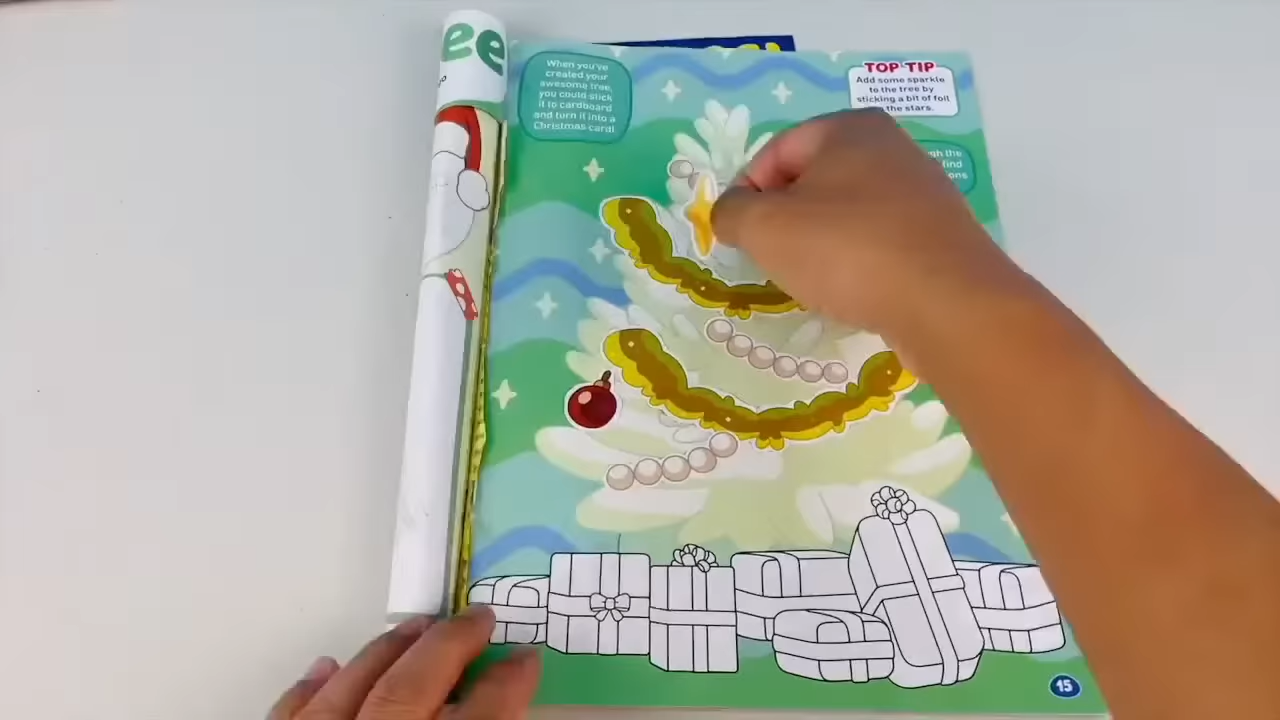 ee
When you've
created your
awesome tree,
you could stick
it to cardboard
and turn it into a
Christmas card!
TOP TIP
Add some sparkle
to the tree by
sticking a bit of foil
the stars.
the
find
15